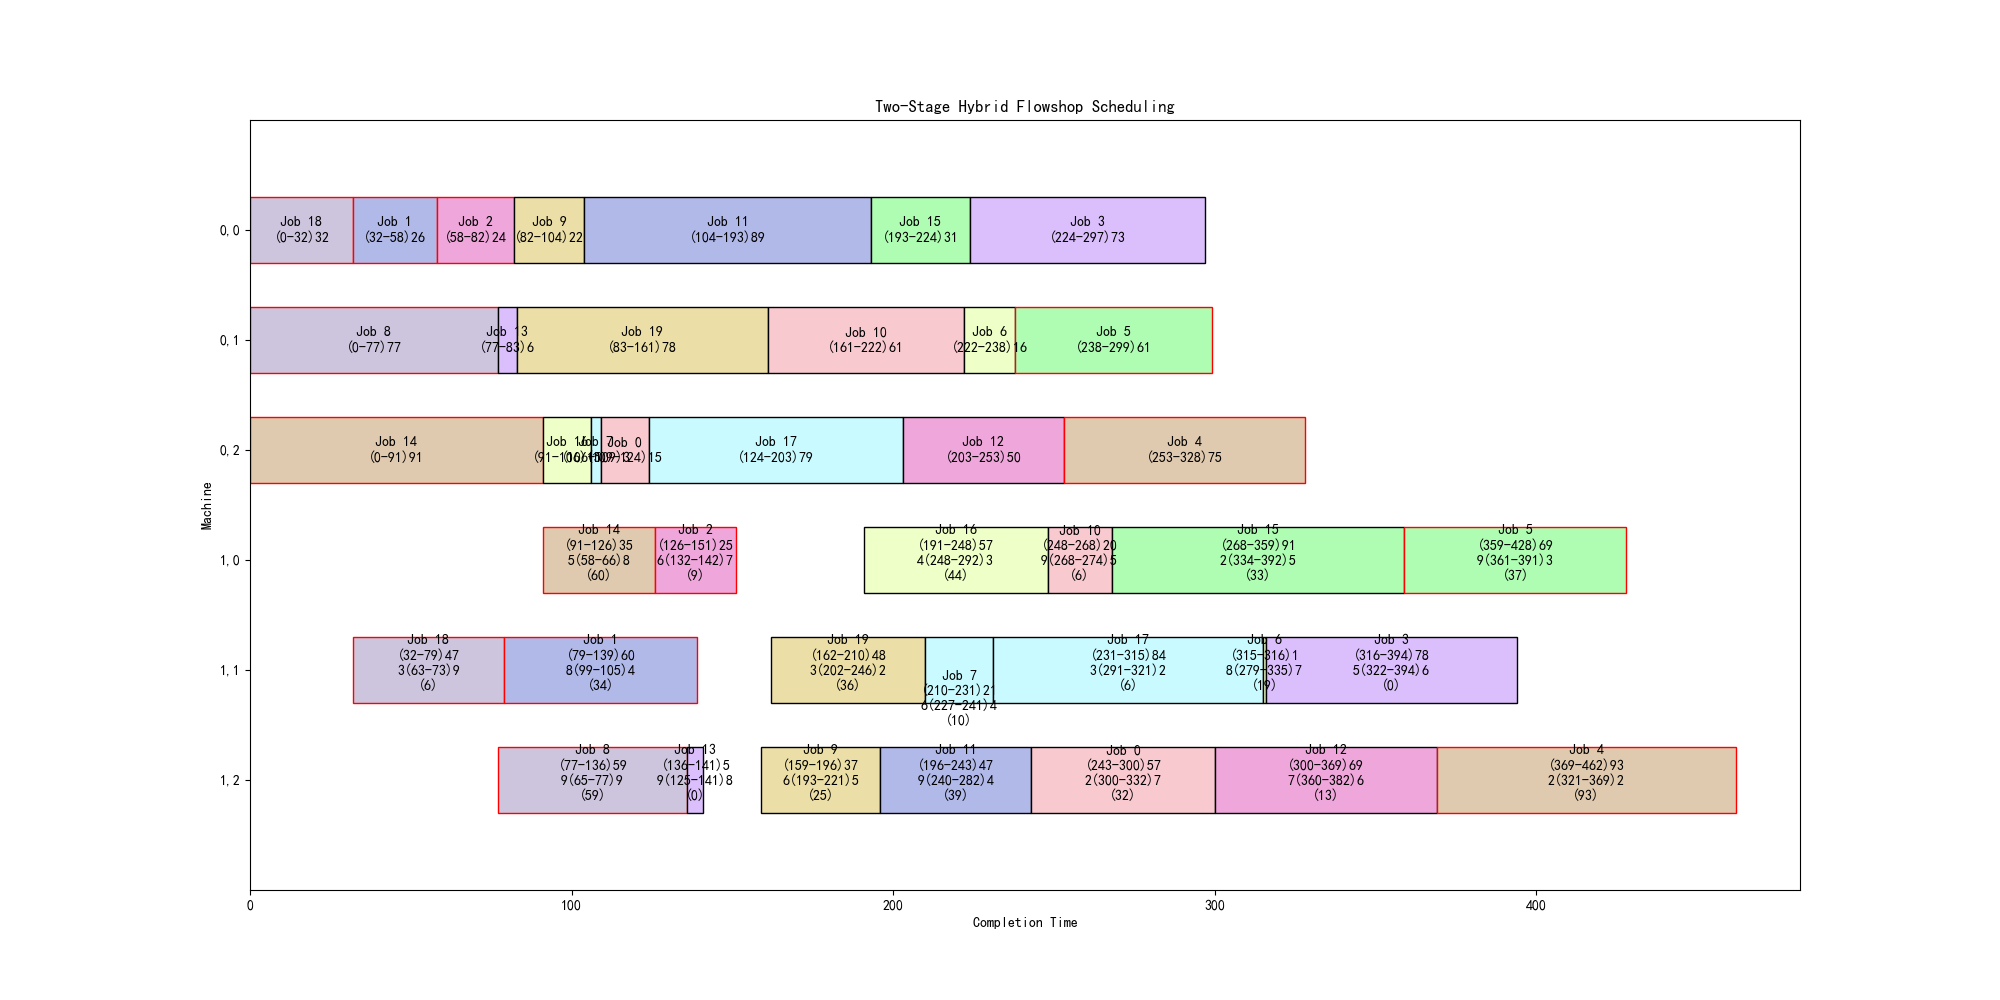 Two-Stage Hybrid Flowshop Scheduling
Machine
0,0
Job 18
(0-32)32
Job 1
(32-58)26
Job 2
(58-82)24
Job 9
(82-104)22
Job 11
(104-193)89
Job 15
(193-224)31
Job 3
(224-297)73
0,1
Job 8
(0-77)77
Job 13
(77-83)6
Job 19
(83-161)78
Job 10
(161-222)61
Job 6
(222-238)16
Job 5
(238-299)61
0,2
Job 14
(0-91)91
Job 16
Job 7
Job 0
Job 17
(124-203)79
Job 12
(203-253)50
Job 4
(253-328)75
1,0
Job 14
(91-126)35
5(58-66)8
(60)
Job 2
(126-151)25
6(132-142)7
(9)
Job 16
(191-248)57
4(248-292)3
(44)
Job 10
(248-268)20
9(268-274)5
(6)
Job 15
(268-359)91
2(334-392)5
(33)
Job 5
(359-428)69
9(361-391)3
(37)
1,1
Job 18
(32-79)47
3(63-73)9
(6)
Job 1
(79-139)60
8(99-105)4
(34)
Job 19
(162-210)48
3(202-246)2
(36)
Job 7
(210-231)21
6(227-241)4
(10)
Job 17
(231-315)84
3(291-321)2
(6)
Job 6
(315-316)1
8(279-335)7
(19)
Job 3
(316-394)78
5(322-394)6
(0)
1,2
Job 8
(77-136)59
9(65-77)9
(59)
Job 13
(136-141)5
9(125-141)8
(0)
Job 9
(159-196)37
6(193-221)5
(25)
Job 11
(196-243)47
9(240-282)4
(39)
Job 0
(243-300)57
2(300-332)7
(32)
Job 12
(300-369)69
7(360-382)6
(13)
Job 4
(369-462)93
2(321-369)2
(93)
0
100
200
300
400
Completion Time